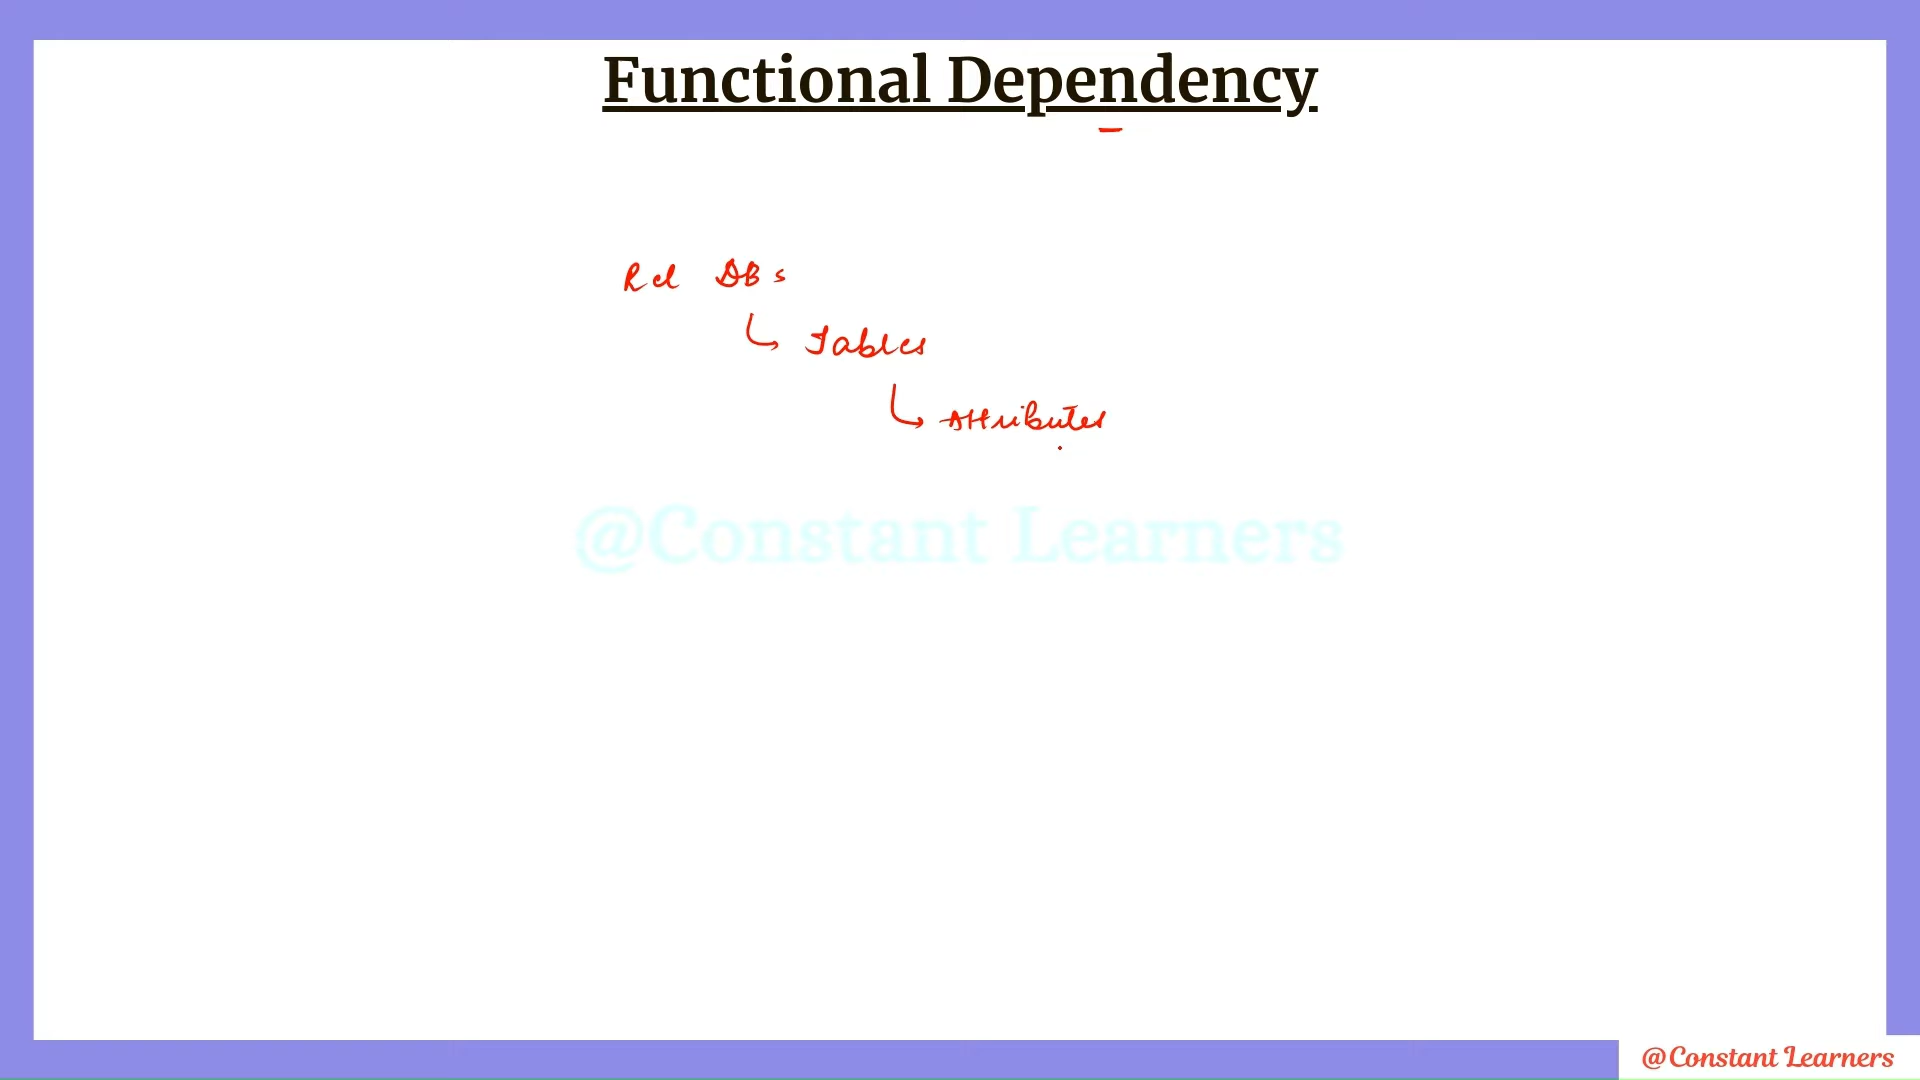 Functional Dependency
Rel DBs
Tables
Attributes
@Constant Learners
@Constant Learners